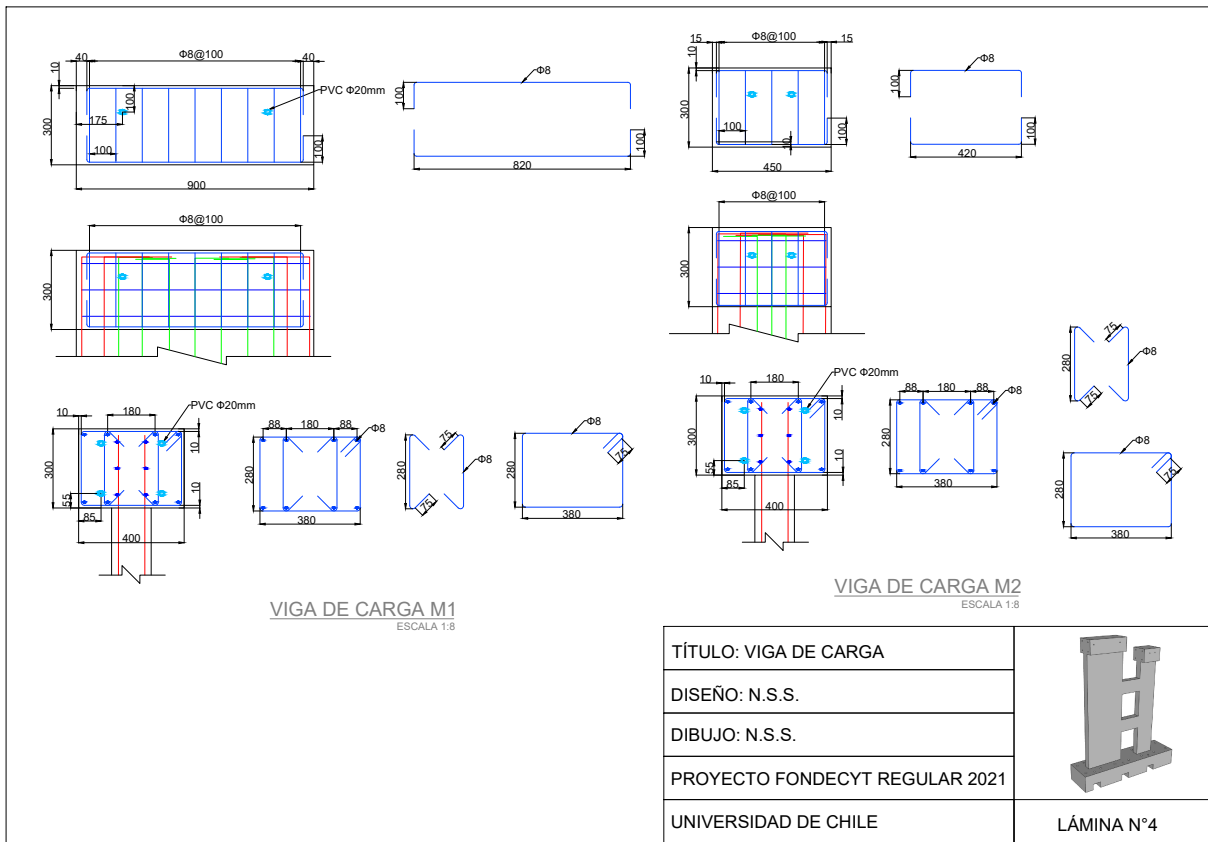 40
Φ8@100
40
10
PVC Φ20mm
100
175
300
100
100
900
Φ8
100
100
820
15
Φ8@100
15
10
300
100
100
10
450
Φ8
100
100
420
Φ8@100
300
Φ8@100
300
10
180
PVC Φ20mm
300
10
10
55
85
400
88
180
88
Φ8
280
380
75
Φ8
280
75
Φ8
280
75
380
VIGA DE CARGA M1
ESCALA 1:8
10
180
PVC Φ20mm
300
10
10
55
85
400
88
180
88
Φ8
280
380
75
Φ8
280
75
Φ8
280
75
380
VIGA DE CARGA M2
ESCALA 1:8
TÍTULO: VIGA DE CARGA
DISEÑO: N.S.S.
DIBUJO: N.S.S.
PROYECTO FONDECYT REGULAR 2021
UNIVERSIDAD DE CHILE
LÁMINA N°4